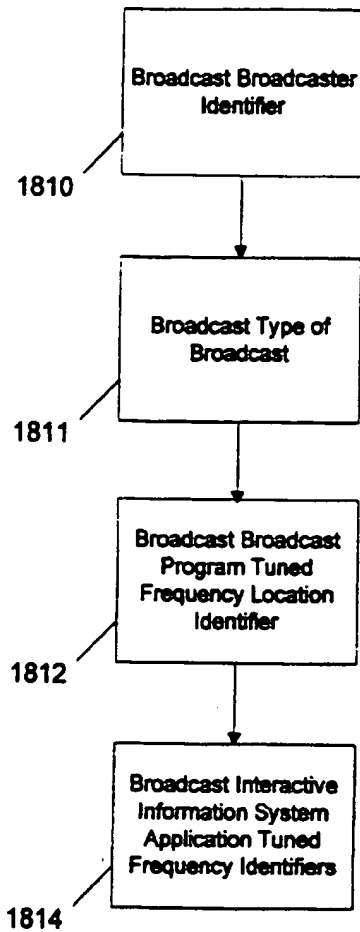 Broadcast Broadcaster
Identifier
1810
Broadcast Type of
Broadcast
1811
Broadcast Broadcast
Program Tuned
Frequency Location
Identifier
1812
Broadcast Interactive
Information System
Application Tuned
Frequency Identifiers
1814